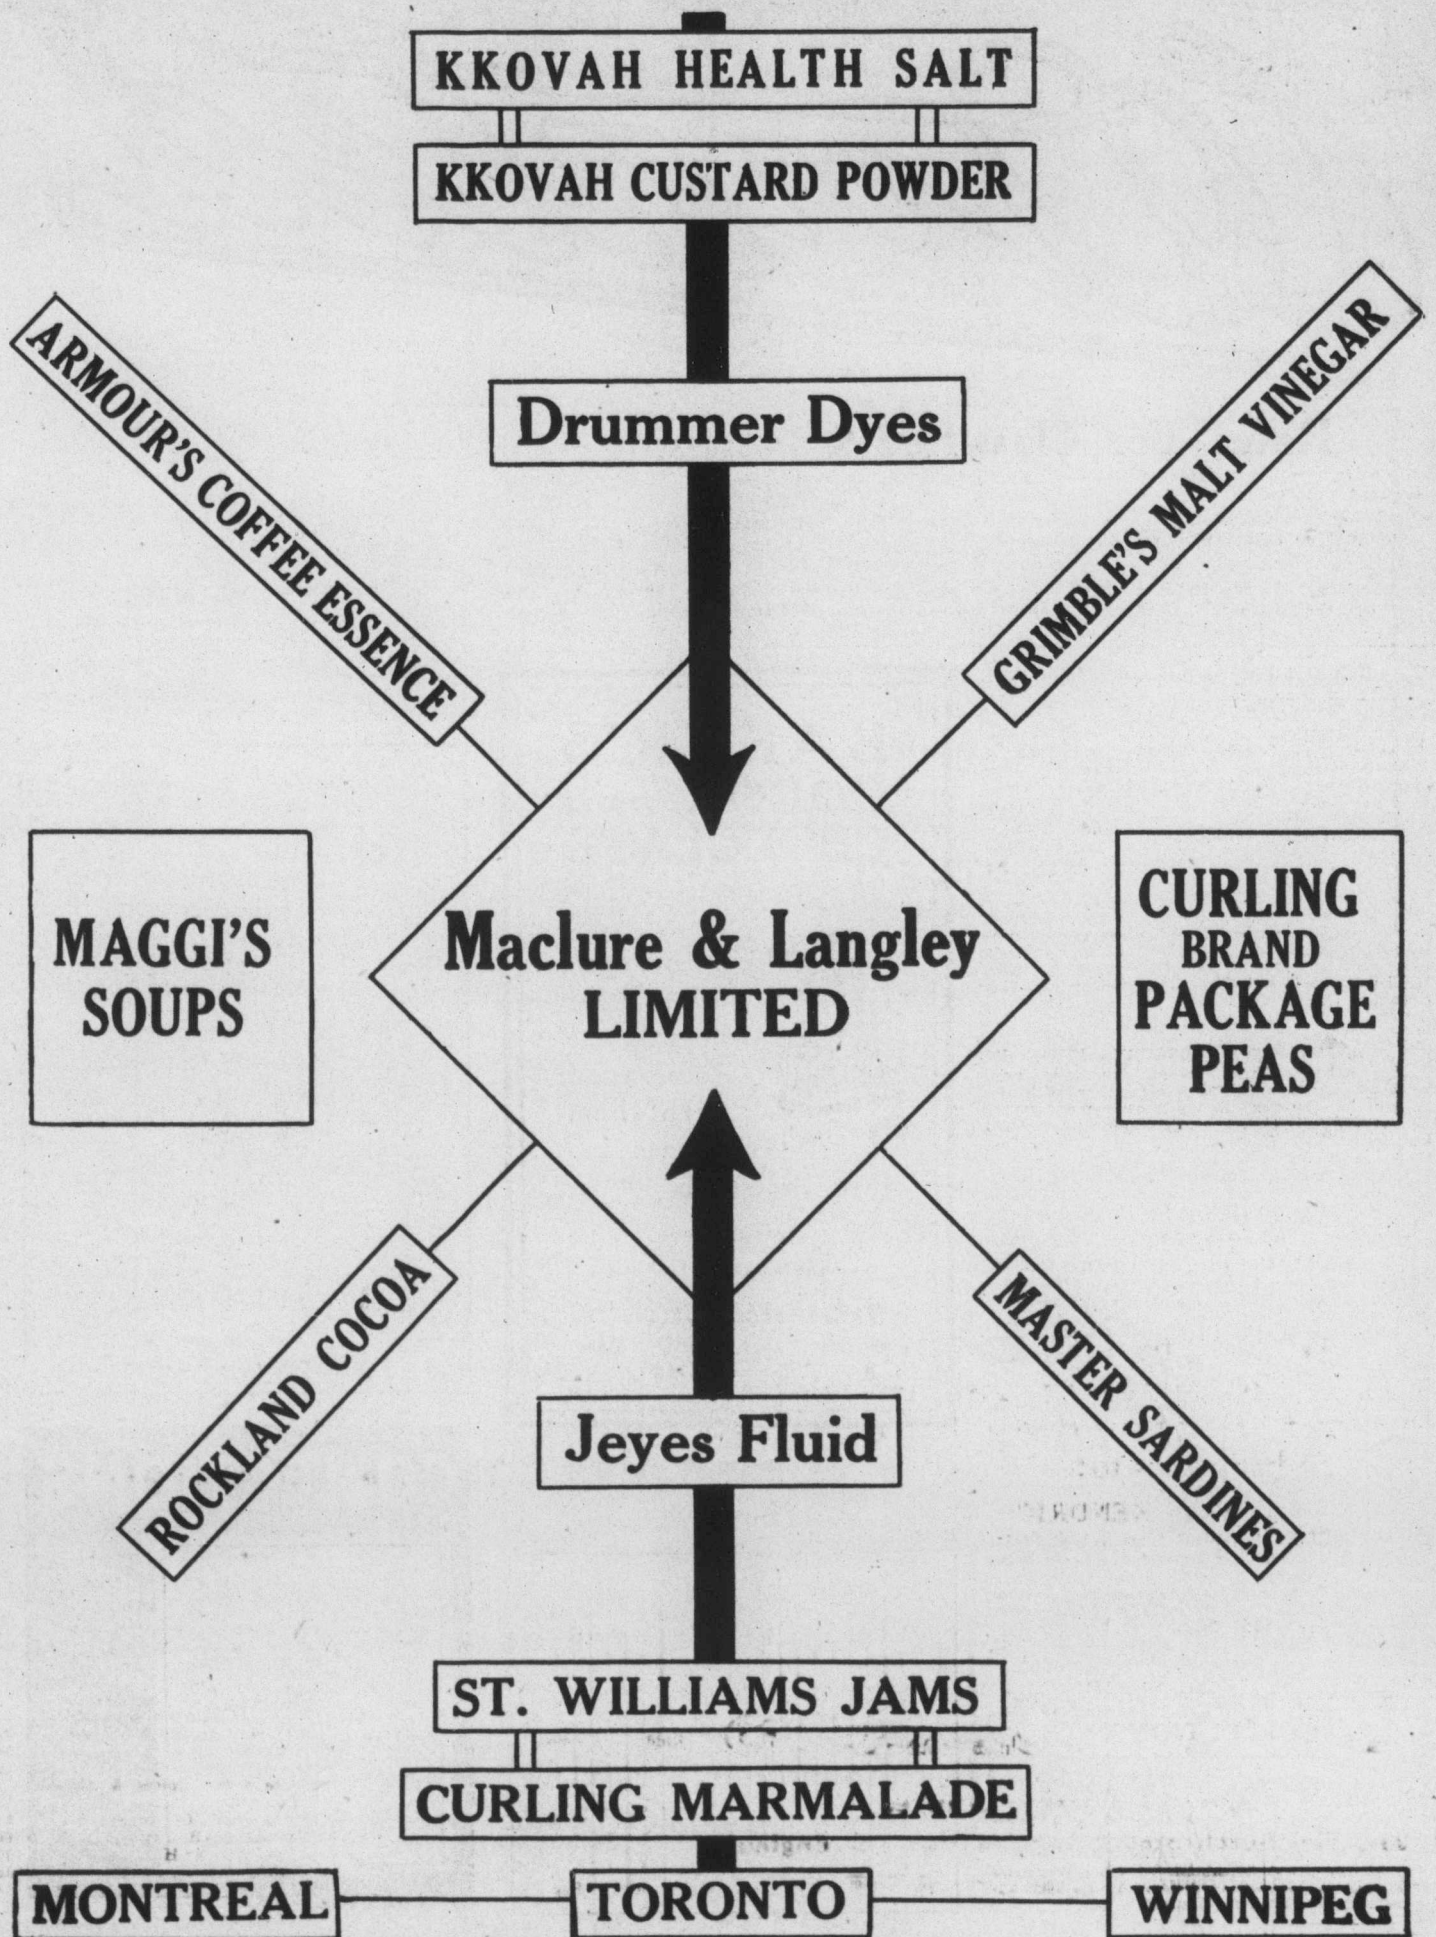 KKOVAH HEALTH SALT
KKOVAH CUSTARD POWDER
Drummer Dyes
ARMOUR'S COFFEE ESSENCE
GRIMBLE'S MALT VINEGAR
MAGGI'S
SOUPS
Maclure & Langley
LIMITED
CURLING
BRAND
PACKAGE
PEAS
ROCKLAND COCOA
MASTER SARDINES
Jeyes Fluid
ST. WILLIAMS JAMS
CURLING MARMALADE
MONTREAL
TORONTO
WINNIPEG